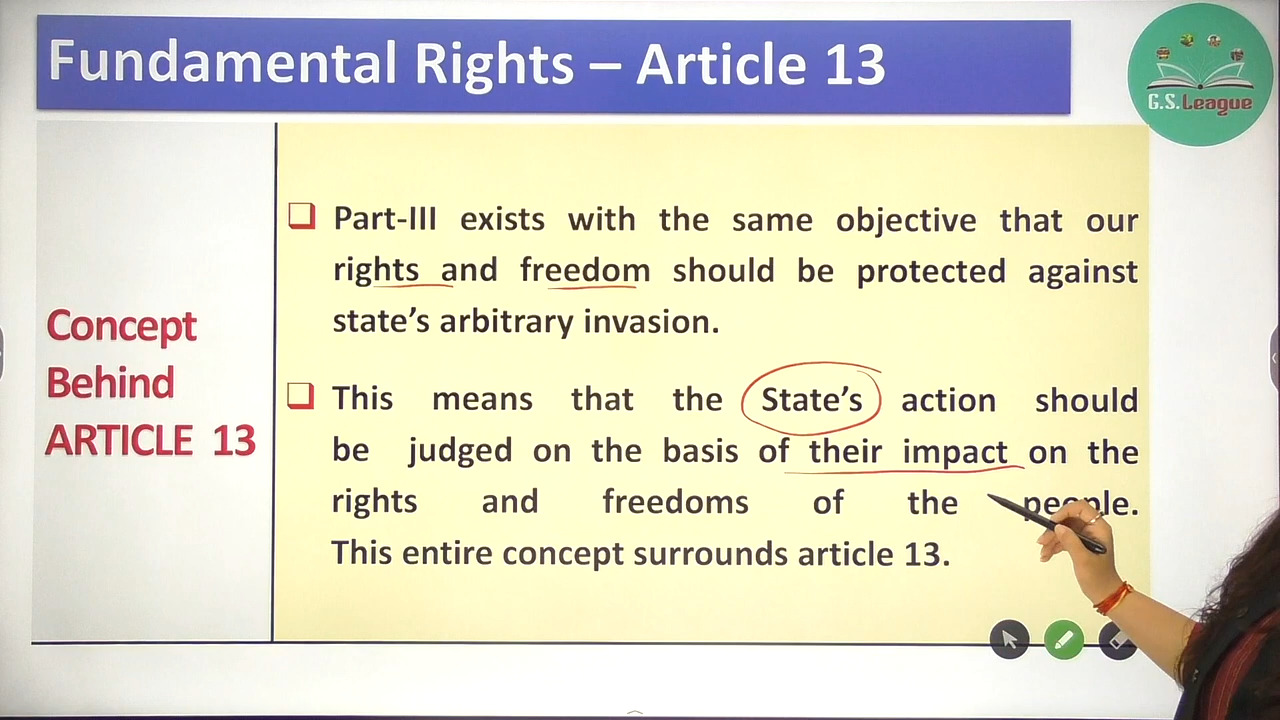 Fundamental Rights – Article 13
G.S.League
Concept
Behind
ARTICLE 13
Part-III exists with the same objective that our
rights and freedom should be protected against
state's arbitrary invasion.
This means that the State's action should
be judged on the basis of their impact on the
rights and freedoms of the people.
This entire concept surrounds article 13.